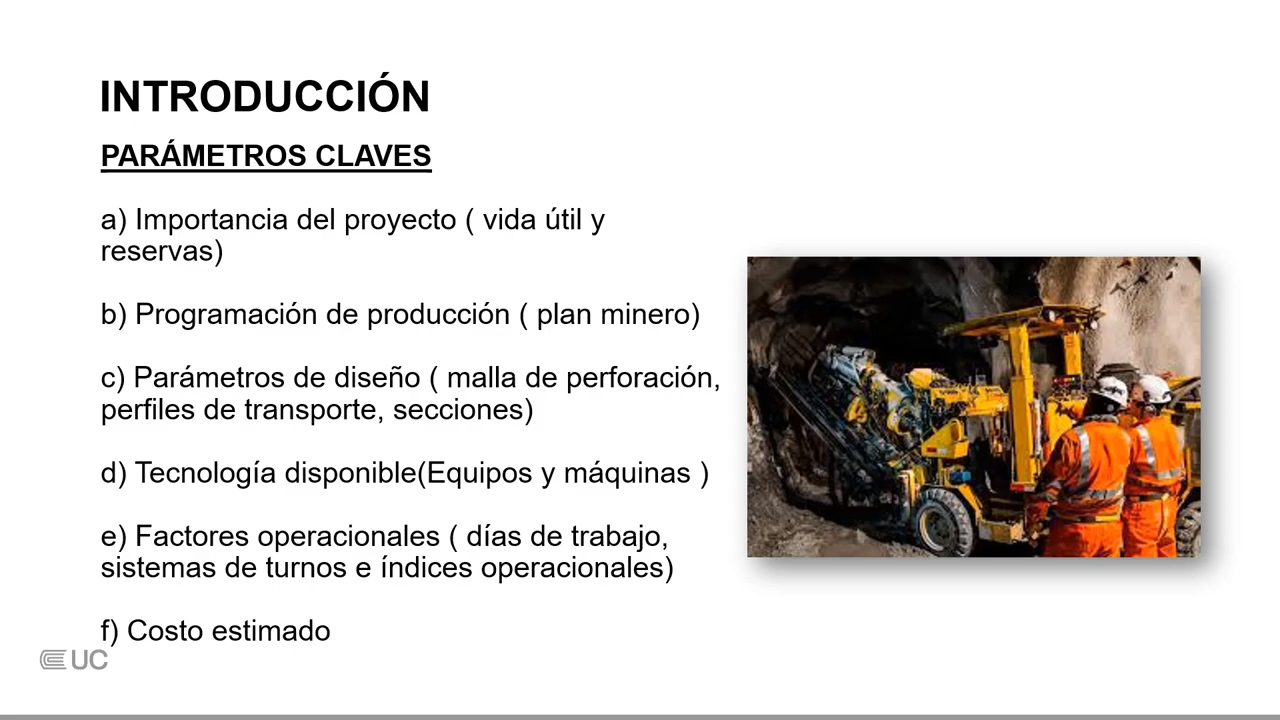 INTRODUCCIÓN
PARÁMETROS CLAVES
a) Importancia del proyecto ( vida útil y
reservas)
b) Programación de producción ( plan minero)
c) Parámetros de diseño ( malla de perforación,
perfiles de transporte, secciones)
d) Tecnología disponible(Equipos y máquinas )
e) Factores operacionales ( días de trabajo,
sistemas de turnos e índices operacionales)
f) Costo estimado
UC